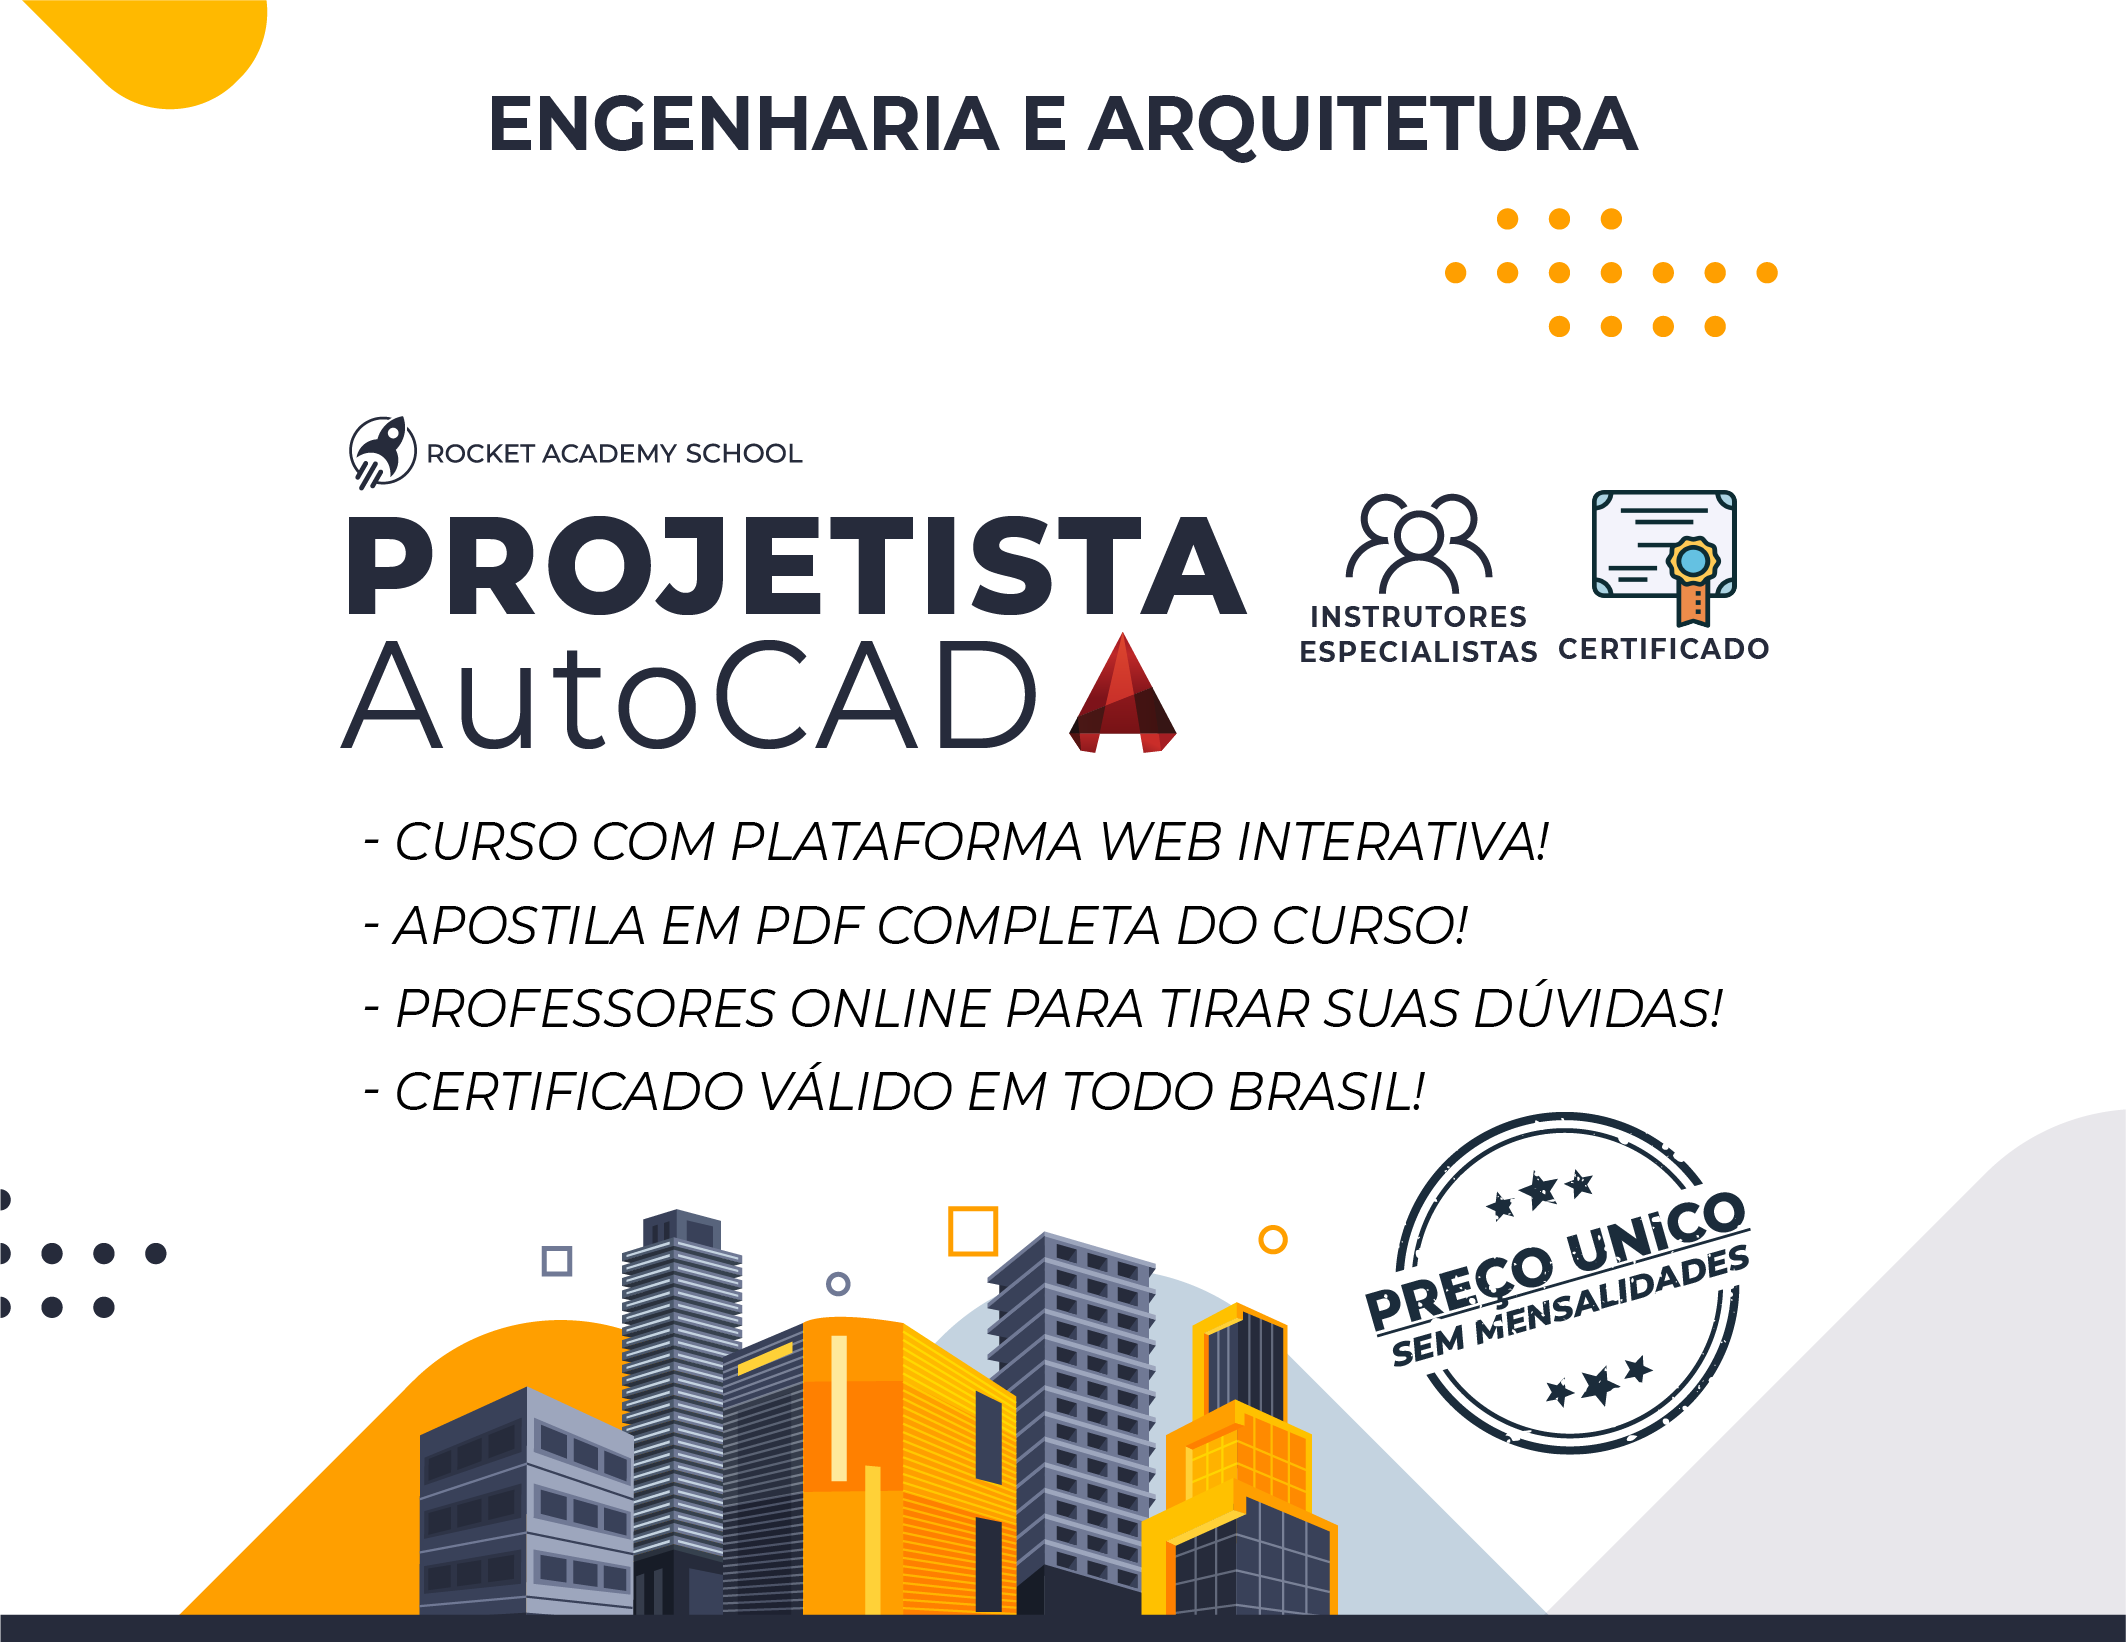 ENGENHARIA E ARQUITETURA
ROCKET ACADEMY SCHOOL
PROJETISTA
AutoCAD
INSTRUTORES
ESPECIALISTAS
CERTIFICADO
- CURSO COM PLATAFORMA WEB INTERATIVA!
- APOSTILA EM PDF COMPLETA DO CURSO!
- PROFESSORES ONLINE PARA TIRAR SUAS DÚVIDAS!
- CERTIFICADO VÁLIDO EM TODO BRASIL!
PREÇO UNiCO
SEM MENSALIDADES